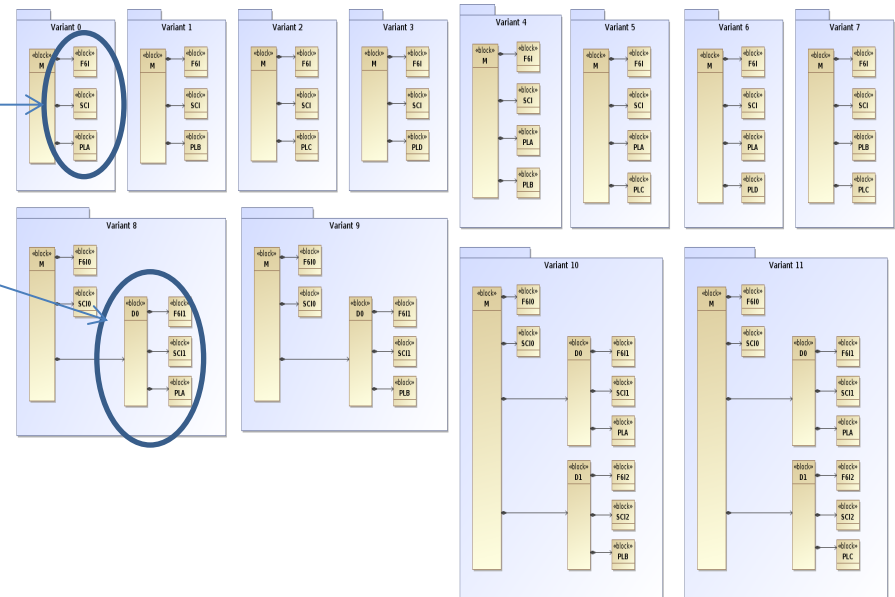 Variant 0
«block»
M
«block»
F6I
«block»
SCI
«block»
PLA
Variant 1
«block»
M
«block»
F6I
«block»
SCI
«block»
PLB
Variant 2
«block»
M
«block»
F6I
«block»
SCI
«block»
PLC
Variant 3
«block»
M
«block»
F6I
«block»
SCI
«block»
PLD
Variant 4
«block»
M
«block»
F6I
«block»
SCI
«block»
PLA
«block»
PLB
Variant 5
«block»
M
«block»
F6I
«block»
SCI
«block»
PLA
«block»
PLC
Variant 6
«block»
M
«block»
F6I
«block»
SCI
«block»
PLA
«block»
PLD
Variant 7
«block»
M
«block»
F6I
«block»
SCI
«block»
PLB
«block»
PLC
Variant 8
«block»
M
«block»
F6I0
«block»
SCI0
«block»
D0
«block»
F6I1
«block»
SCI1
«block»
PLA
Variant 9
«block»
M
«block»
F6I0
«block»
SCI0
«block»
D0
«block»
F6I1
«block»
SCI1
«block»
PLB
Variant 10
«block»
M
«block»
F6I0
«block»
SCI0
«block»
D0
«block»
F6I1
«block»
SCI1
«block»
PLA
«block»
D1
«block»
F6I2
«block»
SCI2
«block»
PLB
Variant 11
«block»
M
«block»
F6I0
«block»
SCI0
«block»
D0
«block»
F6I1
«block»
SCI1
«block»
PLA
«block»
D1
«block»
F6I2
«block»
SCI2
«block»
PLC